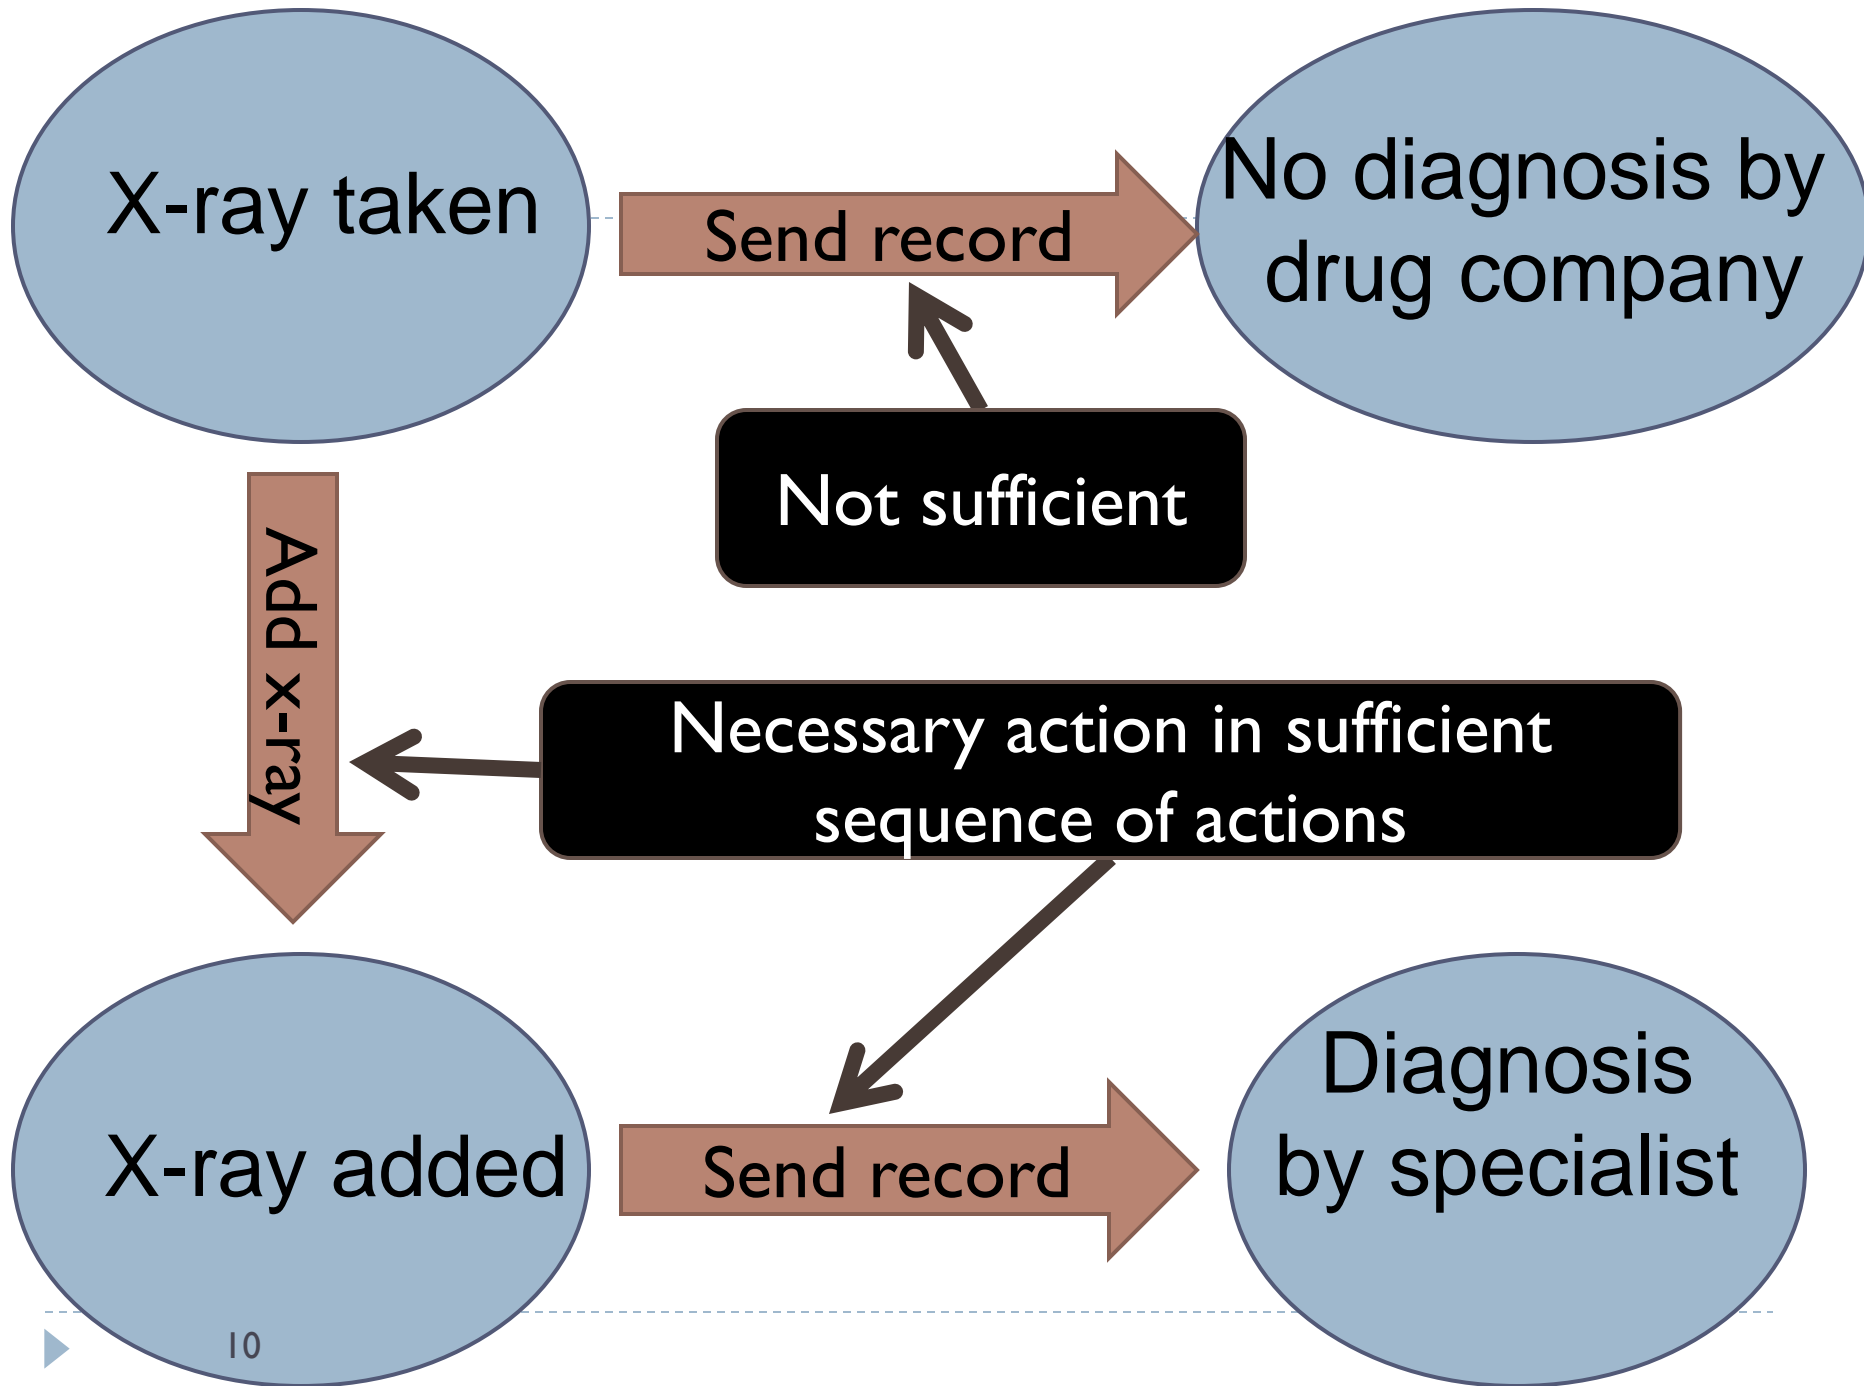 X-ray taken
Send record
No diagnosis by
drug company
Not sufficient
Add x-ray
Necessary action in sufficient
sequence of actions
X-ray added
Send record
Diagnosis
by specialist
10